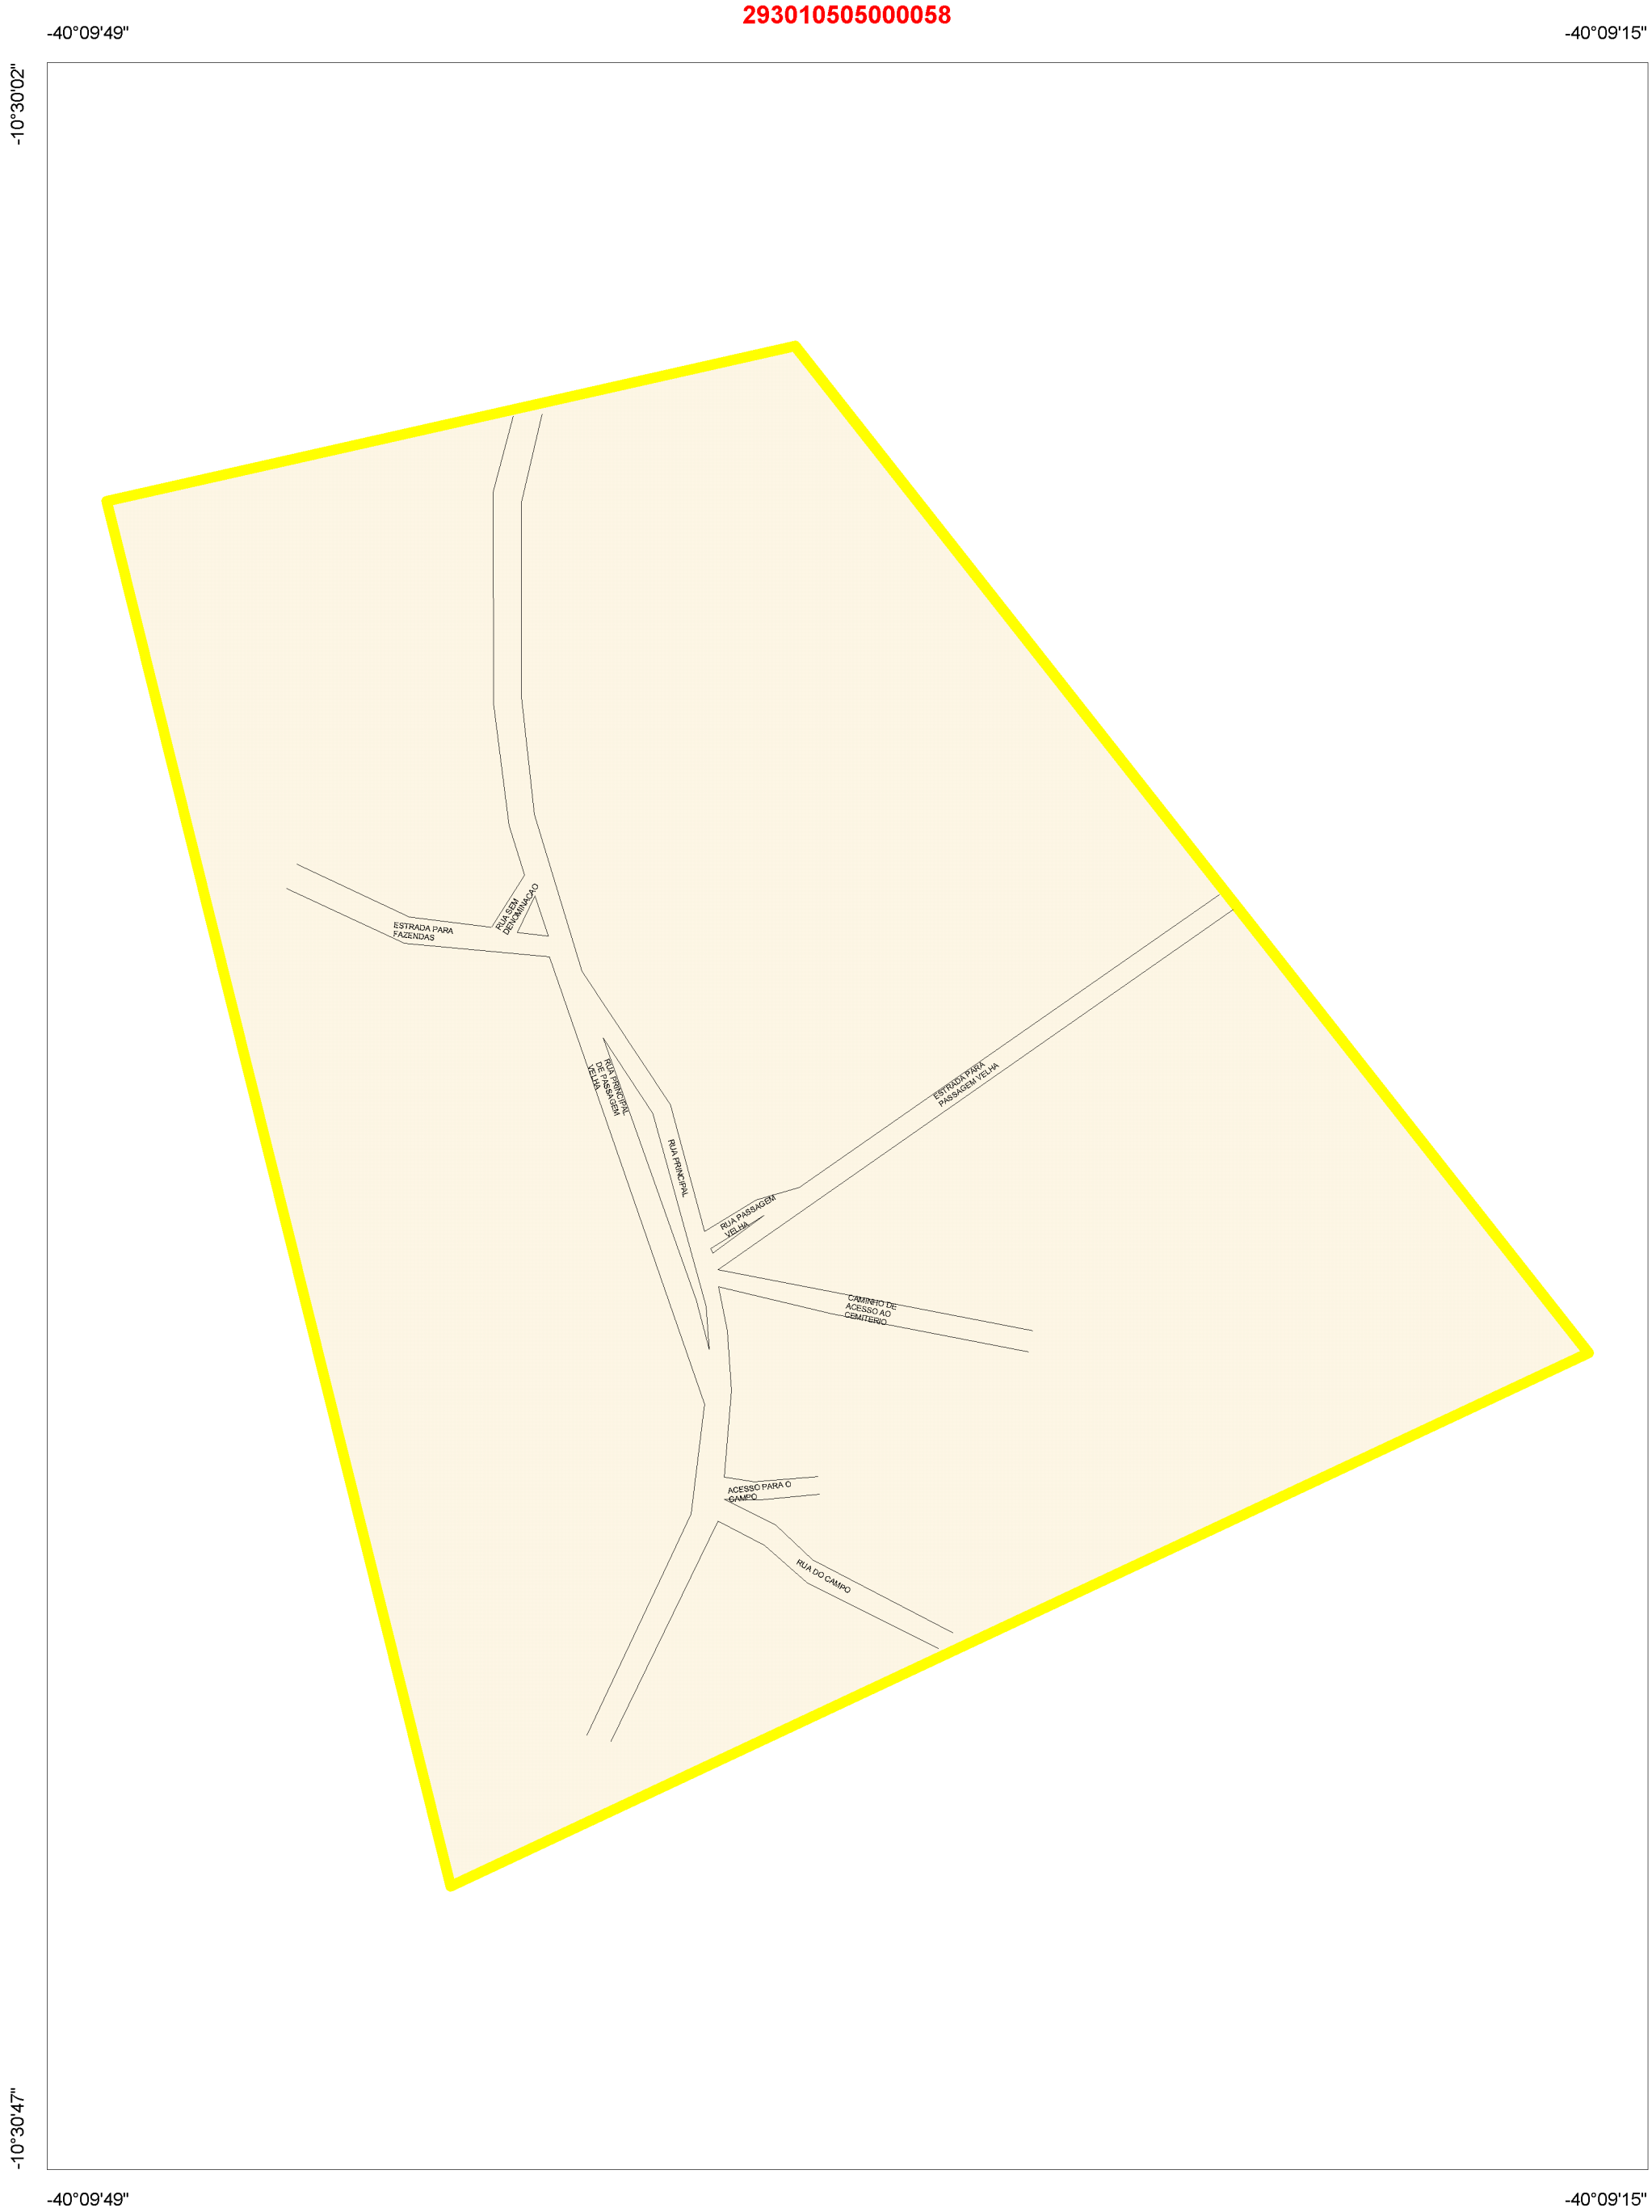 293010505000058
-40°09'49"
-40°09'15"
-10°30'02"
RUA SEM
DENOMINACAO
ESTRADA PARA
FAZENDAS
RUA PRINCIPAL
DE PASSAGEM
VELHA
ESTRADA PARA
PASSAGEM VELHA
RUA PRINCIPAL
RUA PASSAGEM
VELHA
CAMINHO DE
ACESSO AO
CEMITERIO
ACESSO PARA O
CAMPO
RUA DO CAMPO
-10°30'47"
-40°09'49"
-40°09'15"